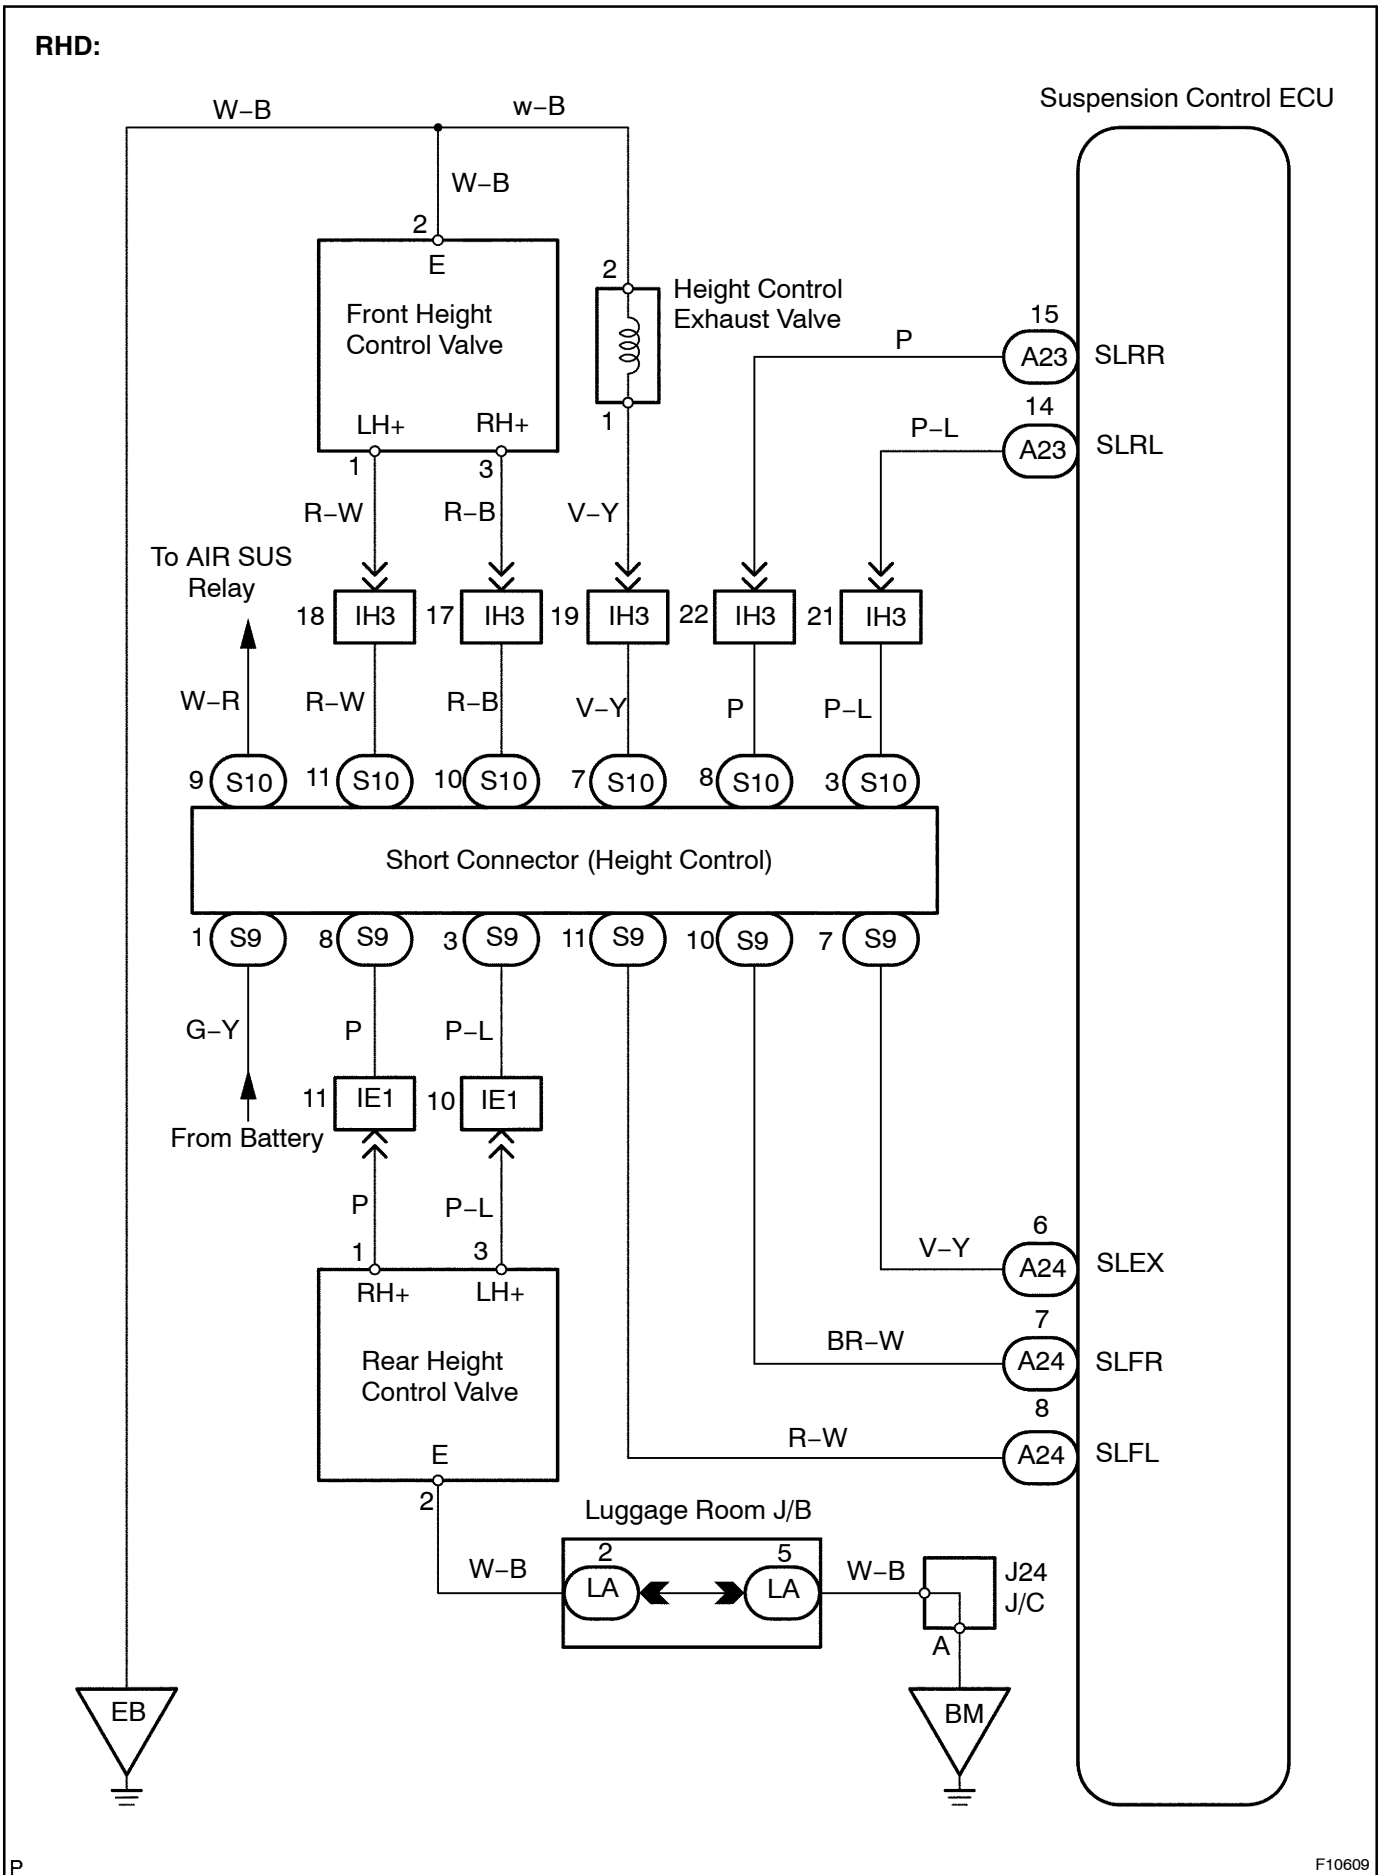 RHD:
Suspension Control ECU
W–B
w–B
W–B
2
E
Front Height
Control Valve
LH+
RH+
1
3
2
Height Control
Exhaust Valve
1
15
P
A23
SLRR
14
P–L
A23
SLRL
R–W
R–B
V–Y
To AIR SUS
Relay
18
IH3
17
IH3
19
IH3
22
IH3
21
IH3
W–R
R–W
R–B
V–Y
P
P–L
9
S10
11
S10
10
S10
7
S10
8
S10
3
S10
Short Connector (Height Control)
1
S9
8
S9
3
S9
11
S9
10
S9
7
S9
G–Y
P
P–L
11
IE1
10
IE1
From Battery
P
P–L
1
3
RH+
LH+
Rear Height
Control Valve
E
2
6
V–Y
A24
SLEX
7
BR–W
A24
SLFR
8
R–W
A24
SLFL
Luggage Room J/B
W–B
2
LA
5
LA
W–B
J24
J/C
A
EB
BM
P
F10609